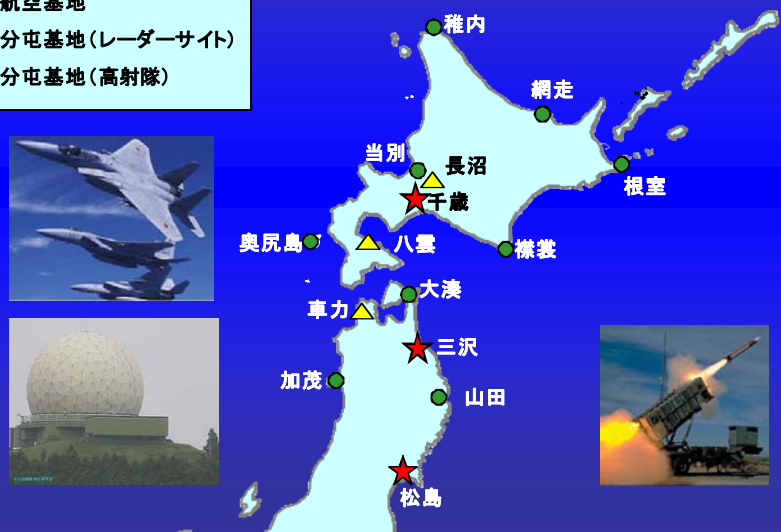 航空基地
分屯基地（レーダーサイト）
分屯基地（高射隊）
稚内
網走
当別
長沼
根室
千歳
奥尻島
八雲
襟裳
大湊
車力
三沢
加茂
山田
松島